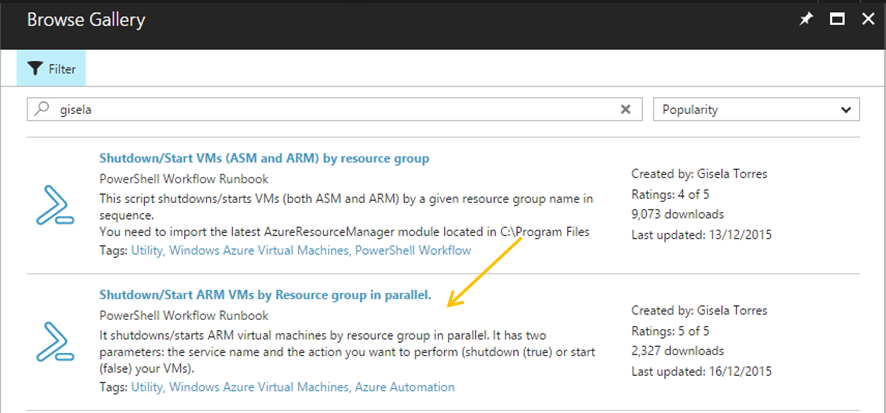 Browse Gallery
Filter
gisela
Popularity
Shutdown/Start VMs (ASM and ARM) by resource group
PowerShell Workflow Runbook
This script shutdowns/starts VMs (both ASM and ARM) by a given resource group name in
sequence.
You need to import the latest AzureResourceManager module located in C:\Program Files
Tags: Utility, Windows Azure Virtual Machines, PowerShell Workflow
Created by: Gisela Torres
Ratings: 4 of 5
9,073 downloads
Last updated: 13/12/2015
Shutdown/Start ARM VMs by Resource group in parallel.
PowerShell Workflow Runbook
It shutdowns/starts ARM virtual machines by resource group in parallel. It has two
parameters: the service name and the action you want to perform (shutdown (true) or start
(false) your VMs).
Tags: Utility, Windows Azure Virtual Machines, Azure Automation
Created by: Gisela Torres
Ratings: 5 of 5
2,327 downloads
Last updated: 16/12/2015